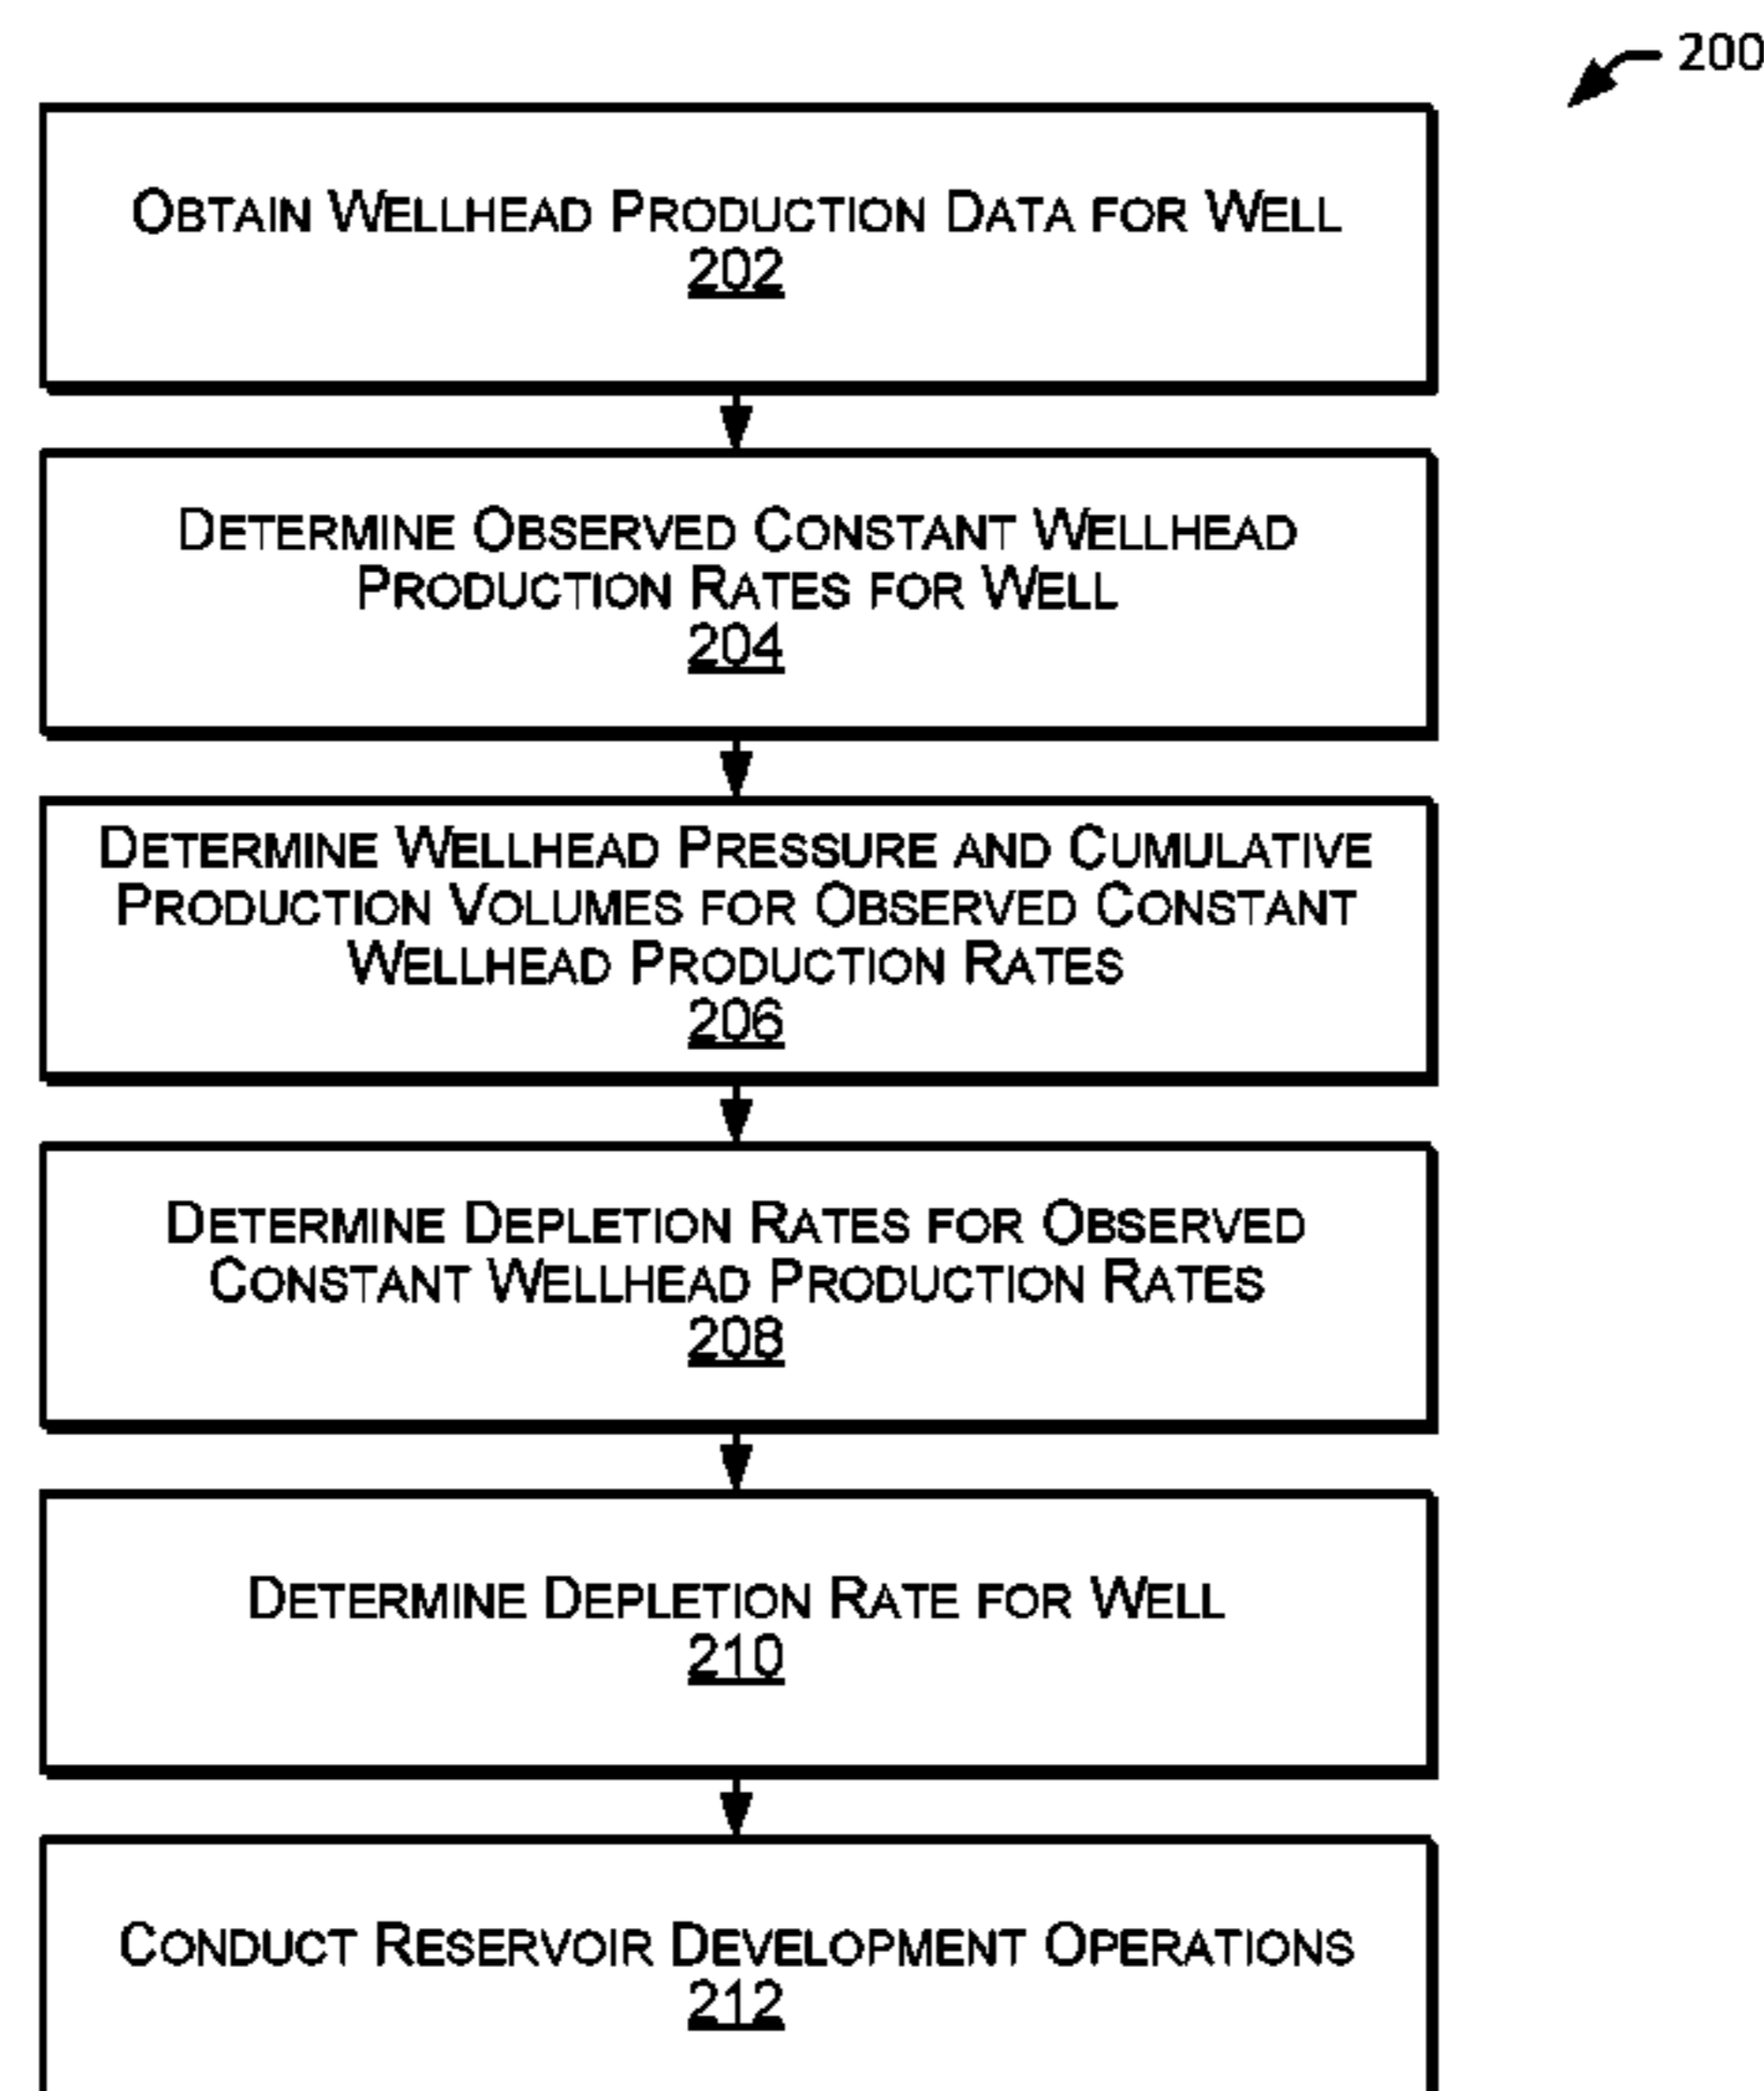 200
OBTAIN WELLHEAD PRODUCTION DATA FOR WELL
202
DETERMINE OBSERVED CONSTANT WELLHEAD
PRODUCTION RATES FOR WELL
204
DETERMINE WELLHEAD PRESSURE AND CUMULATIVE
PRODUCTION VOLUMES FOR OBSERVED CONSTANT
WELLHEAD PRODUCTION RATES
206
DETERMINE DEPLETION RATES FOR OBSERVED
CONSTANT WELLHEAD PRODUCTION RATES
208
DETERMINE DEPLETION RATE FOR WELL
210
CONDUCT RESERVOIR DEVELOPMENT OPERATIONS
212